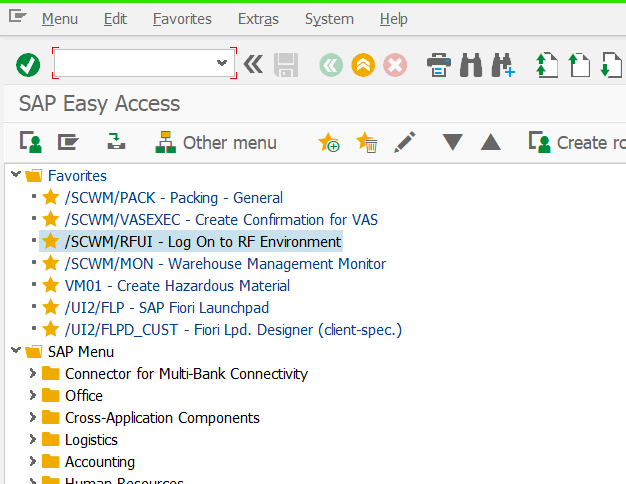 Menu Edit Favorites Extras System Help
SAP Easy Access
Other menu Create ro
Favorites
/SCWM/PACK - Packing - General
/SCWM/VASEXEC - Create Confirmation for VAS
/SCWM/RFUI - Log On to RF Environment
/SCWM/MON - Warehouse Management Monitor
VM01 - Create Hazardous Material
/UI2/FLP - SAP Fiori Launchpad
/UI2/FLPD_CUST - Fiori Lpd. Designer (client-spec.)
SAP Menu
Connector for Multi-Bank Connectivity
Office
Cross-Application Components
Logistics
Accounting
Human Resources